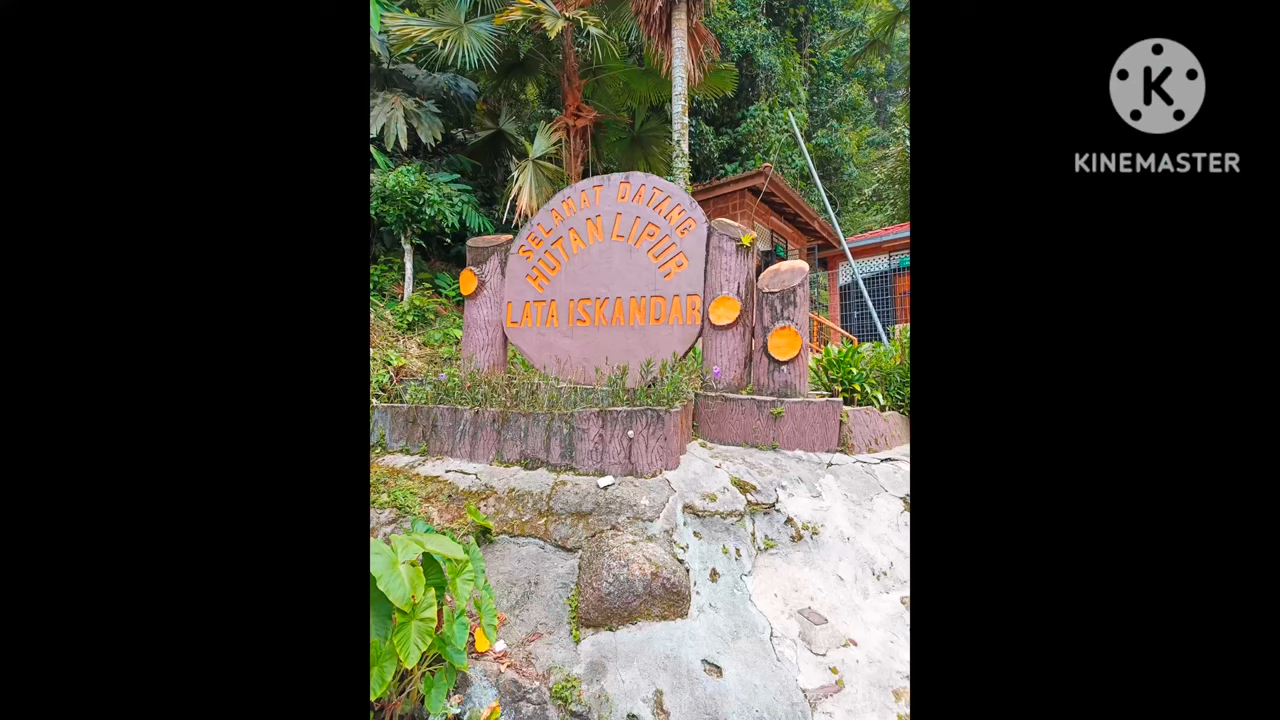 SELAMAT DATANG
HUTAN LIPUR
LATA ISKANDAR
K
KINEMASTER